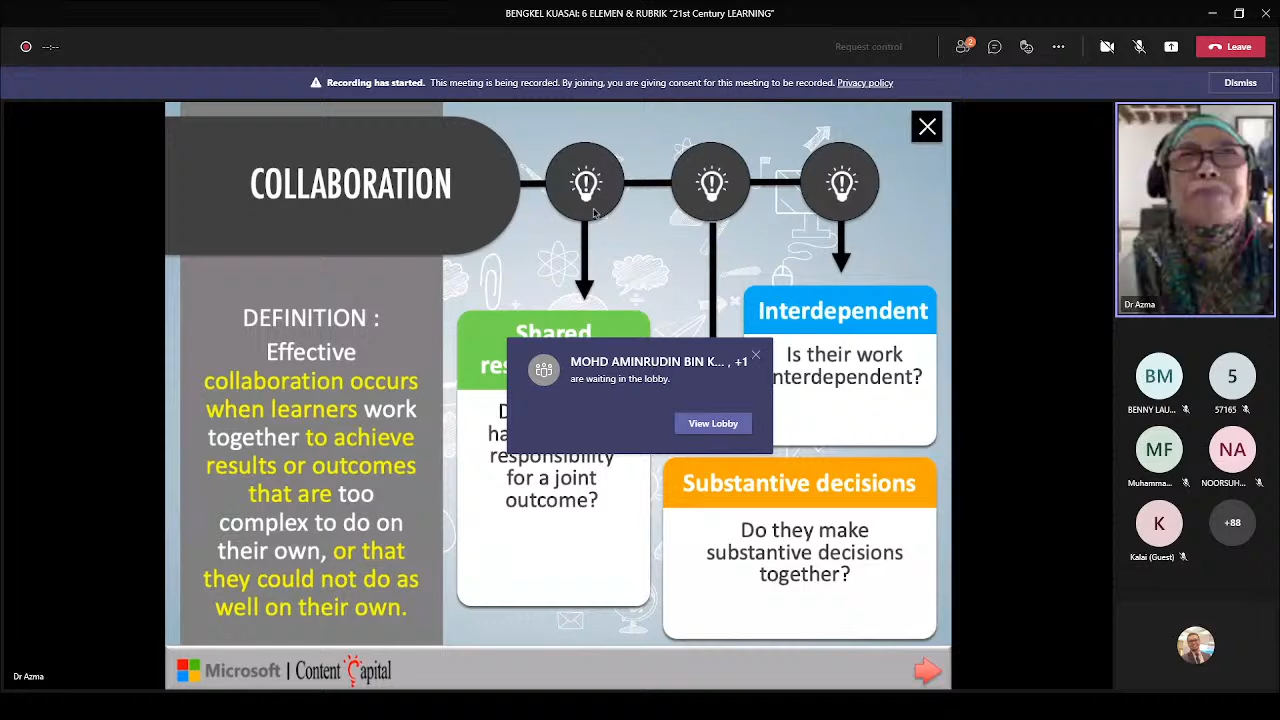 BENGKEL KUASAI: 6 ELEMEN & RUBRIK "21st Century LEARNING"
--:--
Request control
2
Leave
Recording has started. This meeting is being recorded. By joining, you are giving consent for this meeting to be recorded. Privacy policy
Dismiss
COLLABORATION
DEFINITION :
Effective
collaboration occurs
when learners work
together to achieve
results or outcomes
that are too
complex to do on
their own, or that
they could not do as
well on their own.
Shared
res
D
ha
responsibility
for a joint
outcome?
MOHD AMINRUDIN BIN K... , +1
are waiting in the lobby.
View Lobby
Interdependent
Is their work
nterdependent?
Substantive decisions
Do they make
substantive decisions
together?
Microsoft | Content Capital
Dr Azma
Dr Azma
BM
BENNY LAU...
5
57165
MF
Muhamma...
NA
NOORSUH...
K
Kalai (Guest)
+88